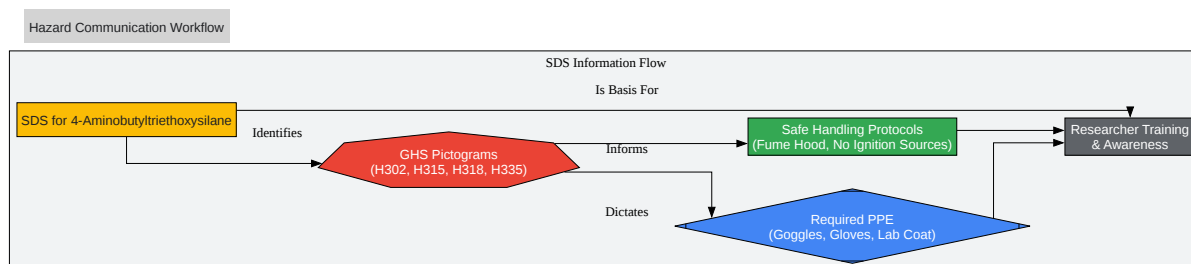 Hazard Communication Workflow
SDS Information Flow
Is Basis For
SDS for 4-Aminobutyltriethoxysilane
Identifies
GHS Pictograms
(H302, H315, H318, H335)
Informs
Safe Handling Protocols
(Fume Hood, No Ignition Sources)
Researcher Training
& Awareness
Dictates
Required PPE
(Goggles, Gloves, Lab Coat)